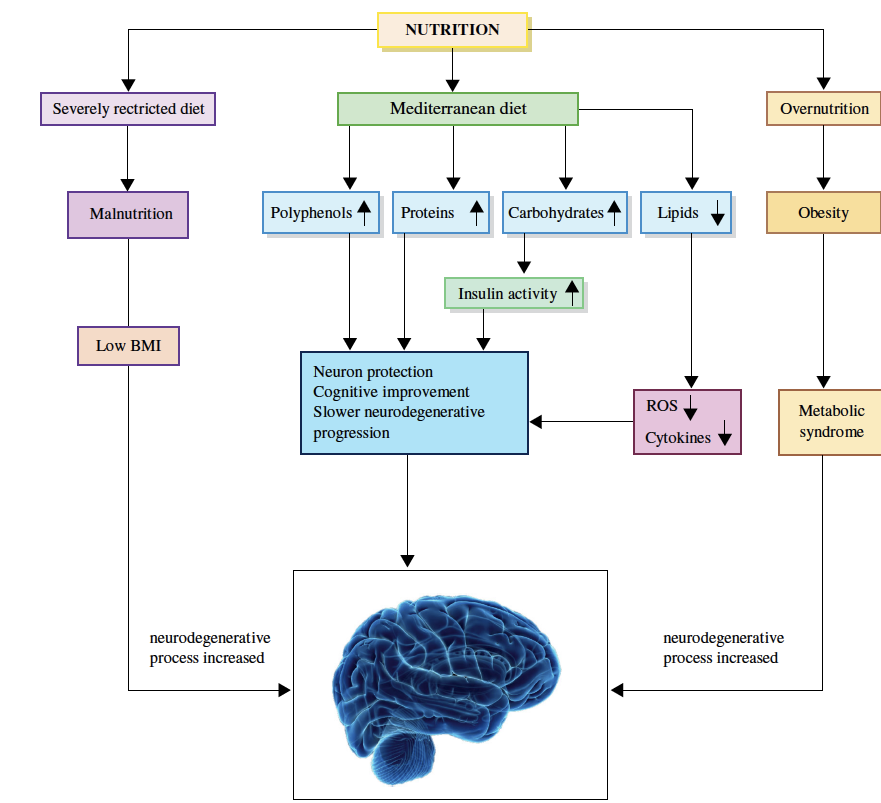 NUTRITION
Severely rectricted diet
Mediterranean diet
Overnutrition
Malnutrition
Polyphenols
Proteins
Carbohydrates
Lipids
Obesity
Insulin activity
Low BMI
Neuron protection
Cognitive improvement
Slower neurodegenerative
progression
ROS
Cytokines
Metabolic
syndrome
neurodegenerative
process increased
neurodegenerative
process increased